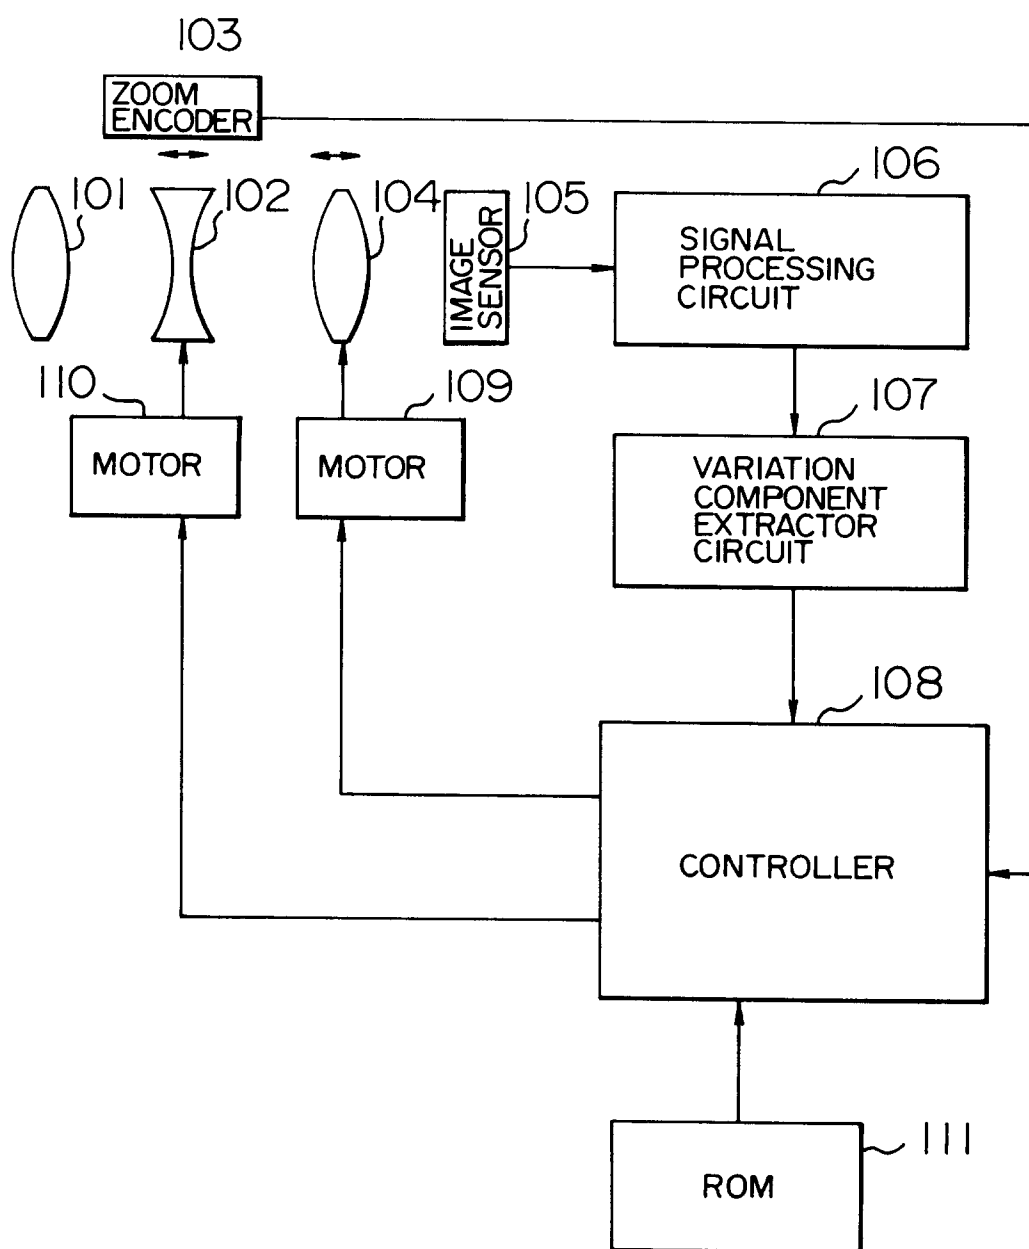 103
ZOOM
ENCODER
101
102
104
IMAGE
SENSOR
105
106
SIGNAL
PROCESSING
CIRCUIT
110
MOTOR
109
MOTOR
107
VARIATION
COMPONENT
EXTRACTOR
CIRCUIT
108
CONTROLLER
111
ROM